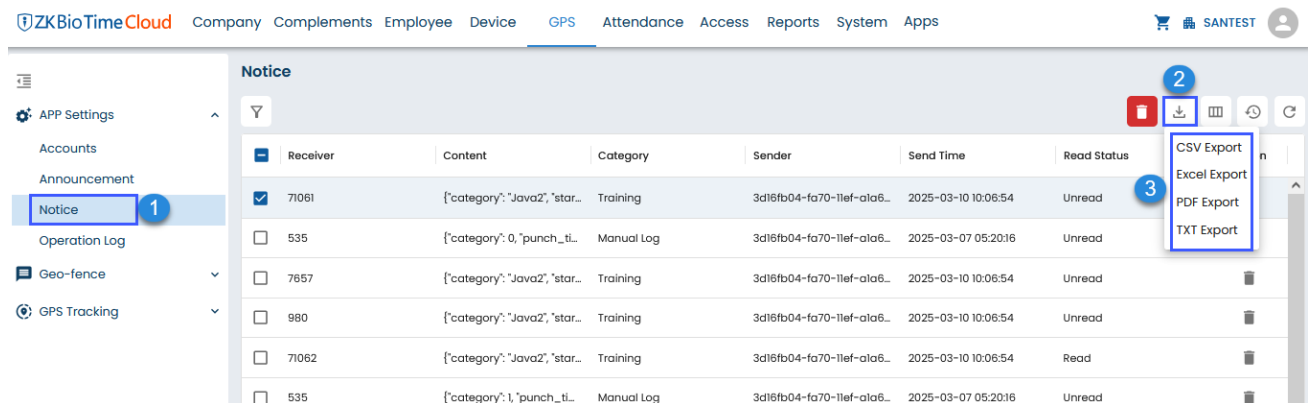 ZKBioTime Cloud Company Complements Employee Device GPS Attendance Access Reports System Apps SANTEST
Notice
2
APP Settings
Accounts
Announcement
Notice 1
Operation Log
Geo-fence
GPS Tracking
Receiver Content Category Sender Send Time Read Status n
71061 {"category": "Java2", "star... Training 3d16fb04-fa70-11ef-a1a6... 2025-03-10 10:06:54 Unread
535 {"category": 0, "punch_ti... Manual Log 3d16fb04-fa70-11ef-a1a6... 2025-03-07 05:20:16 Unread
7657 {"category": "Java2", "star... Training 3d16fb04-fa70-11ef-a1a6... 2025-03-10 10:06:54 Unread
980 {"category": "Java2", "star... Training 3d16fb04-fa70-11ef-a1a6... 2025-03-10 10:06:54 Unread
71062 {"category": "Java2", "star... Training 3d16fb04-fa70-11ef-a1a6... 2025-03-10 10:06:54 Read
535 {"category": 1, "punch_ti... Manual Log 3d16fb04-fa70-11ef-a1a6... 2025-03-07 05:20:16 Unread
3
CSV Export
Excel Export
PDF Export
TXT Export